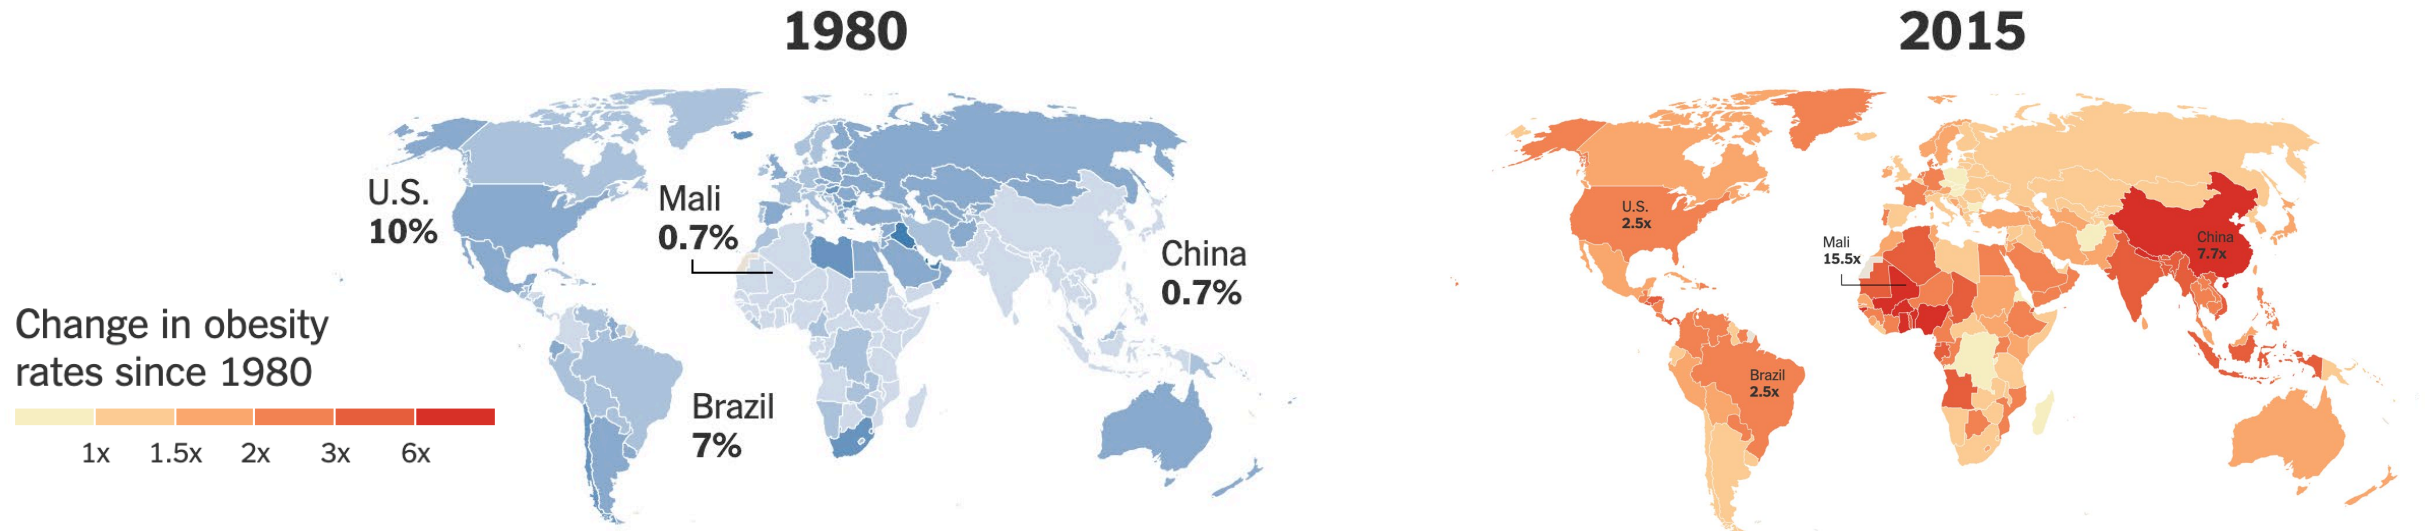 1980
U.S.
10%
Mali
0.7%
China
0.7%
Brazil
7%
Change in obesity
rates since 1980
1x 1.5x 2x 3x 6x
2015
U.S.
2.5x
Mali
15.5x
China
7.7x
Brazil
2.5x